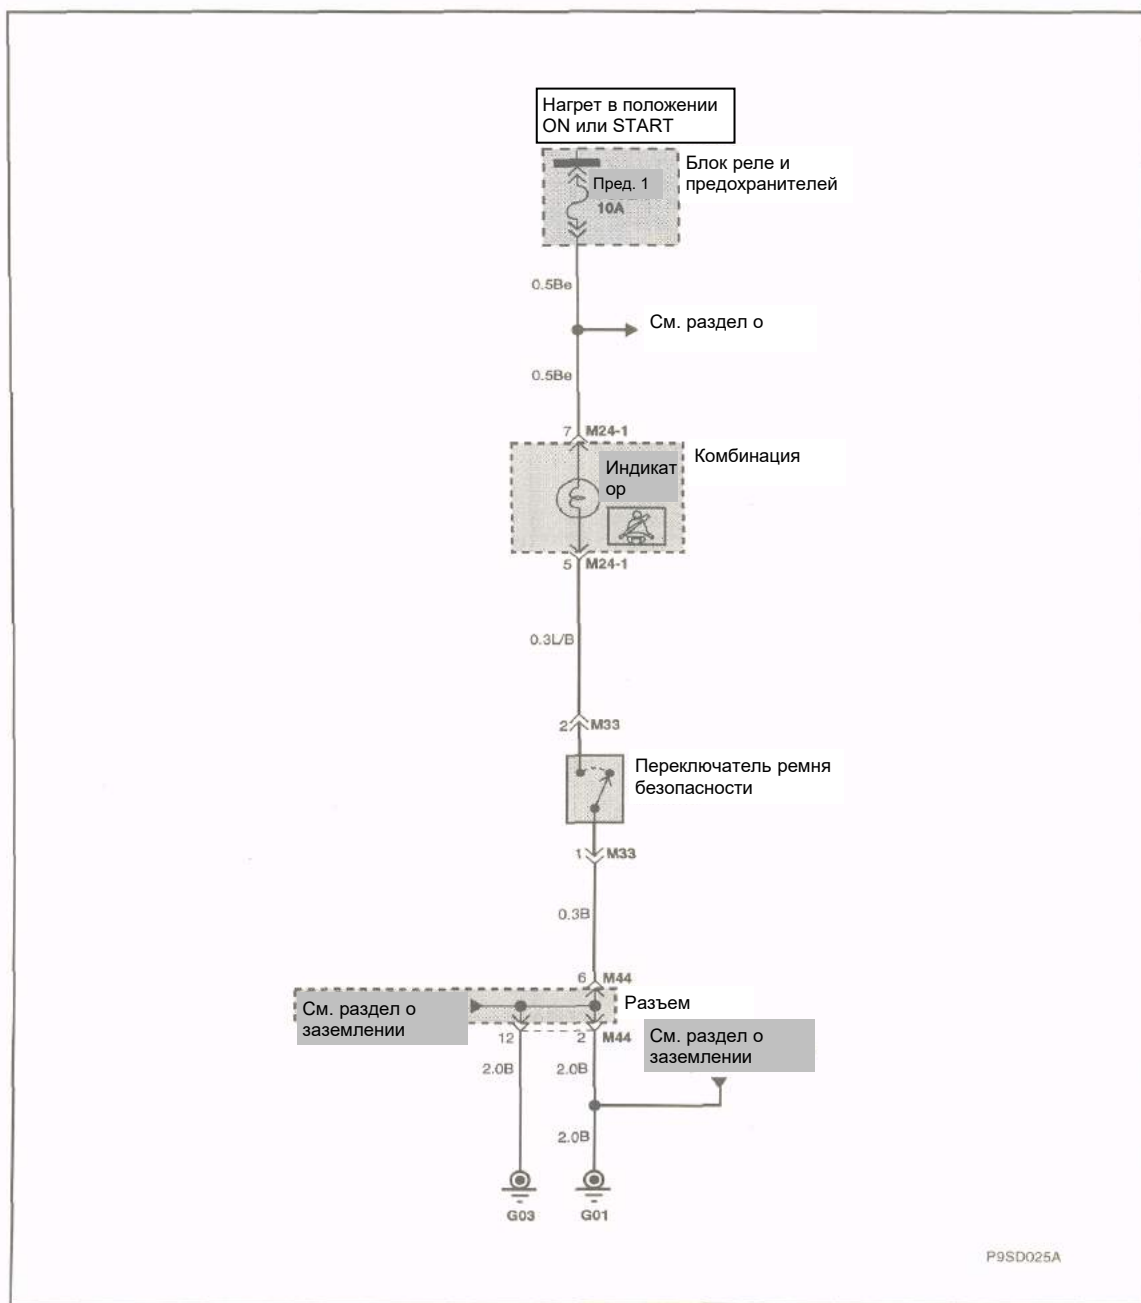 Нагрет в положении
ON или START
Блок реле и
предохранителей
Пред. 1
10A
0.5Be
См. раздел о
0.5Be
7 M24-1
Комбинация
Индикат
ор
5 M24-1
0.3L/B
2 M33
Переключатель ремня
безопасности
1 M33
0.3B
6 M44
См. раздел о
заземлении
Разъем
12
2 M44
См. раздел о
заземлении
2.0B
2.0B
2.0B
G03
G01
P9SD025A